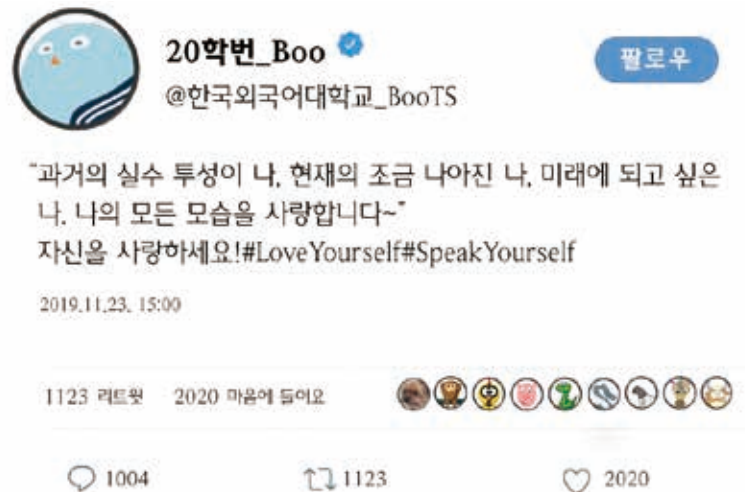 20학번_Boo
팔로우
@한국외국어대학교_BooTS
“과거의 실수 투성이 나, 현재의 조금 나아진 나, 미래에 되고 싶은
나, 나의 모든 모습을 사랑합니다~”
자신을 사랑하세요!#LoveYourself#SpeakYourself
2019.11.23. 15:00
1123 리트윗 2020 마음에 들어요
1004 1123 2020